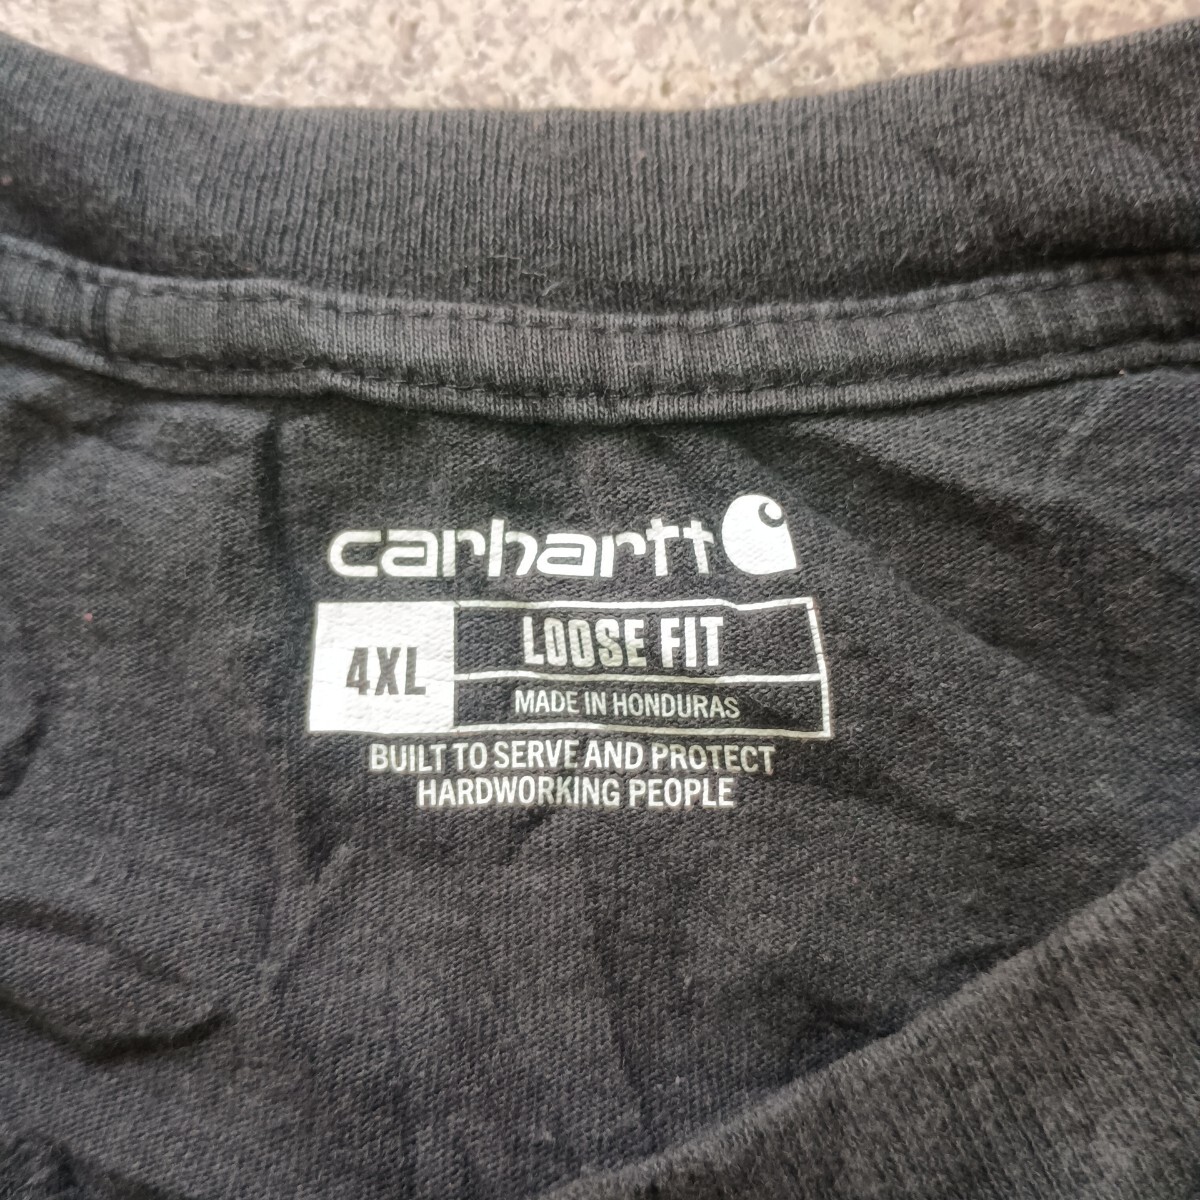 carhartt
4XL
LOOSE FIT
MADE IN HONDURAS
BUILT TO SERVE AND PROTECT
HARDWORKING PEOPLE